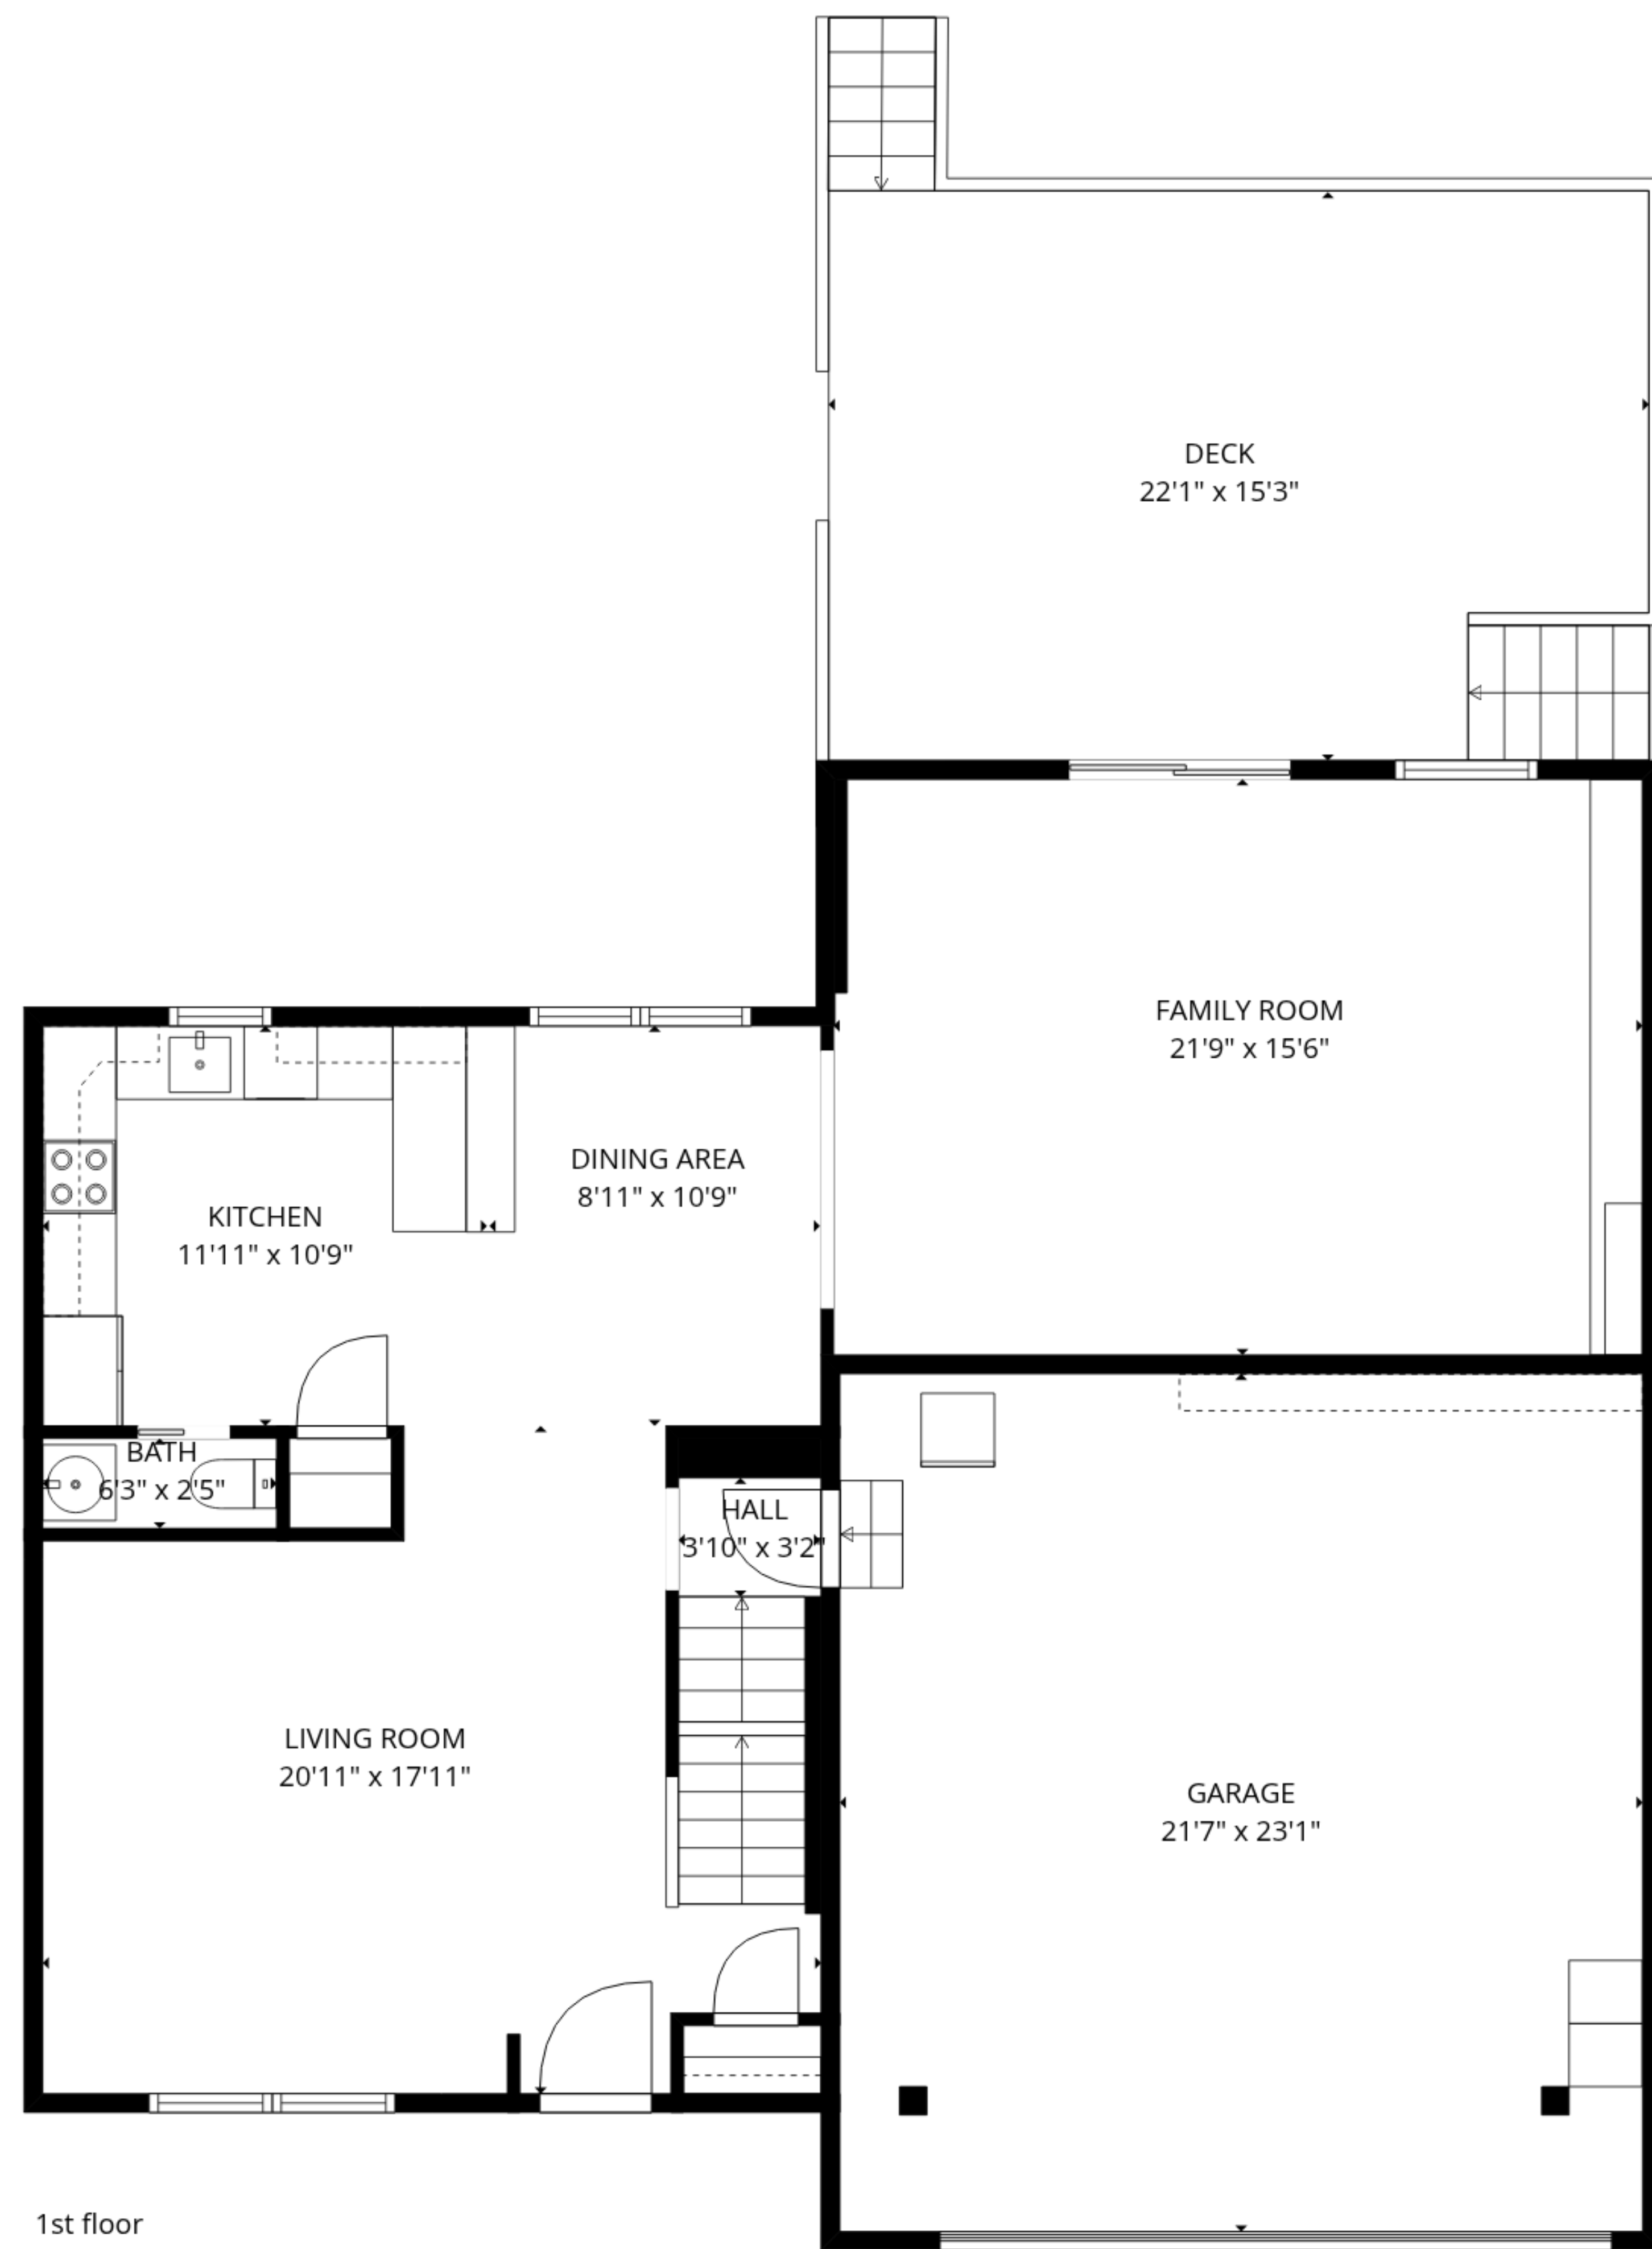 DECK
22'1" x 15'3"
FAMILY ROOM
21'9" x 15'6"
DINING AREA
8'11" x 10'9"
KITCHEN
11'11" x 10'9"
BATH
6'3" x 2'5"
HALL
3'10" x 3'2"
LIVING ROOM
20'11" x 17'11"
GARAGE
21'7" x 23'1"
1st floor